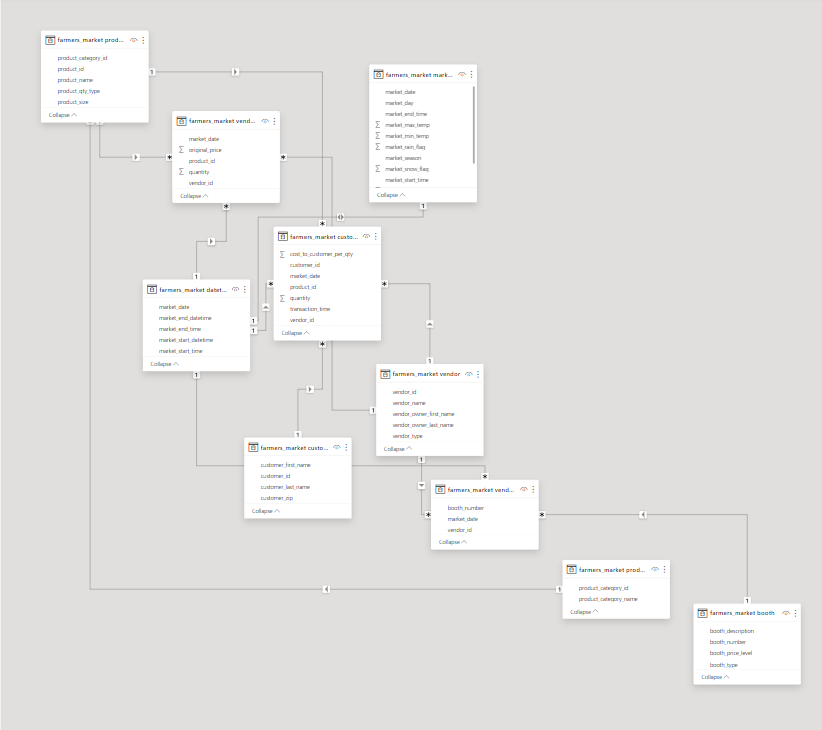 farmers_market prod...
product_category_id
product_id
product_name
product_qty_type
product_size
Collapse
farmers_market mark...
market_date
market_day
market_end_time
market_max_temp
market_min_temp
market_rain_flag
market_season
market_snow_flag
market_start_time
Collapse
farmers_market vend...
market_date
original_price
product_id
quantity
vendor_id
Collapse
farmers_market custo...
cost_to_customer_per_qty
customer_id
market_date
product_id
quantity
transaction_time
vendor_id
Collapse
farmers_market datet...
market_date
market_end_datetime
market_end_time
market_start_datetime
market_start_time
Collapse
farmers_market vendor
vendor_id
vendor_name
vendor_owner_first_name
vendor_owner_last_name
vendor_type
Collapse
farmers_market custo...
customer_first_name
customer_id
customer_last_name
customer_zip
Collapse
farmers_market vend...
booth_number
market_date
vendor_id
Collapse
farmers_market prod...
product_category_id
product_category_name
Collapse
farmers_market booth
booth_description
booth_number
booth_price_level
booth_type
Collapse
1
1
1
1
1
1
1
1
1
1
1
1